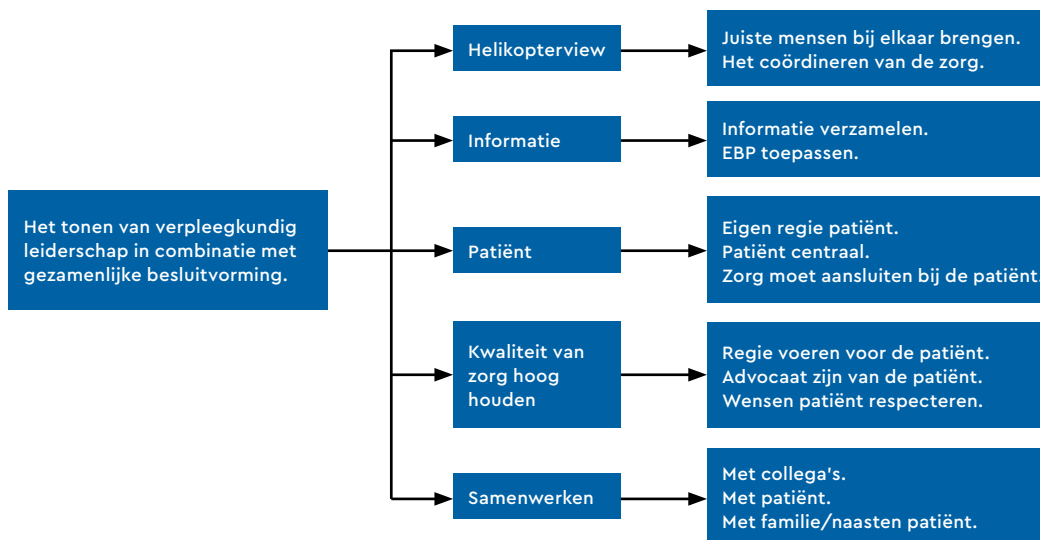 Het tonen van verpleegkundig
leiderschap in combinatie met
gezamenlijke besluitvorming.
Helikopterview
Juiste mensen bij elkaar brengen.
Het coördineren van de zorg.
Informatie
Informatie verzamelen.
EBP toepassen.
Patiënt
Eigen regie patiënt.
Patiënt centraal.
Zorg moet aansluiten bij de patiënt.
Kwaliteit van
zorg hoog
houden
Regie voeren voor de patiënt.
Advocaat zijn van de patiënt.
Wensen patiënt respecteren.
Samenwerken
Met collega's.
Met patiënt.
Met familie/naasten patiënt.